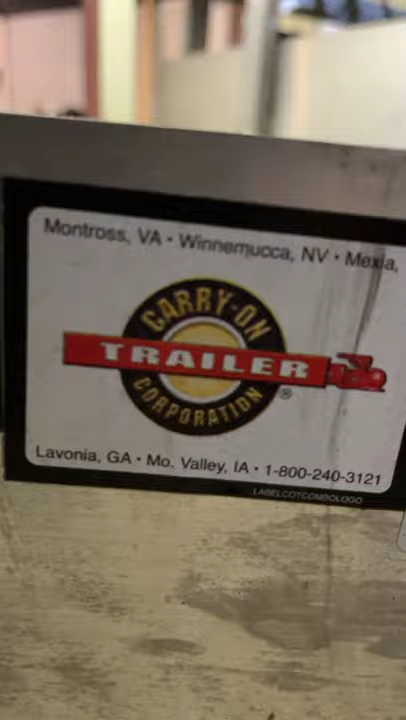 Montross, VA • Winnemucca, NV • Mexia,
CARRY-ON
TRAILER
CORPORATION
®
Lavonia, GA • Mo. Valley, IA • 1-800-240-3121
LABELCOTCOMBOLOGO